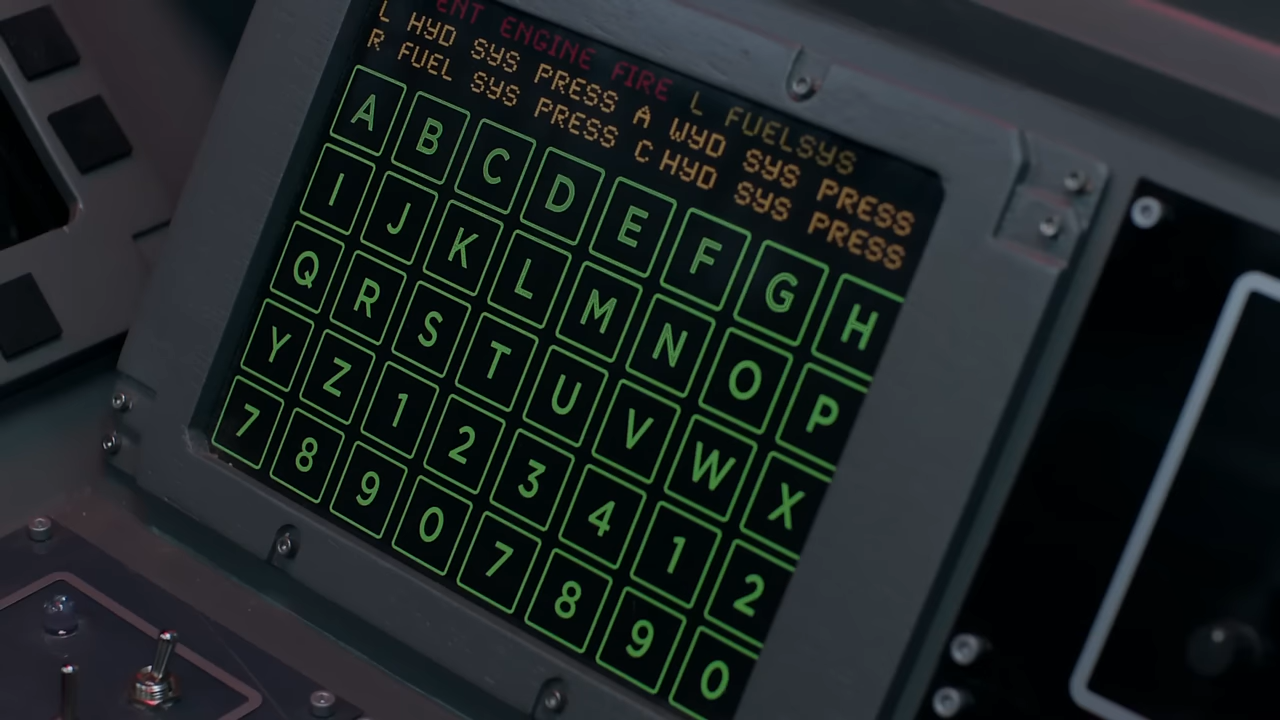 ENT ENGINE FIRE L FUELSYS
L HYD SYS PRESS A WYD SYS PRESS
R FUEL SYS PRESS C HYD SYS PRESS
A B C D E F G H
I J K L M N O P
Q R S T U V W X
Y Z 1 2 3 4 1 2
7 8 9 0 7 8 9 0